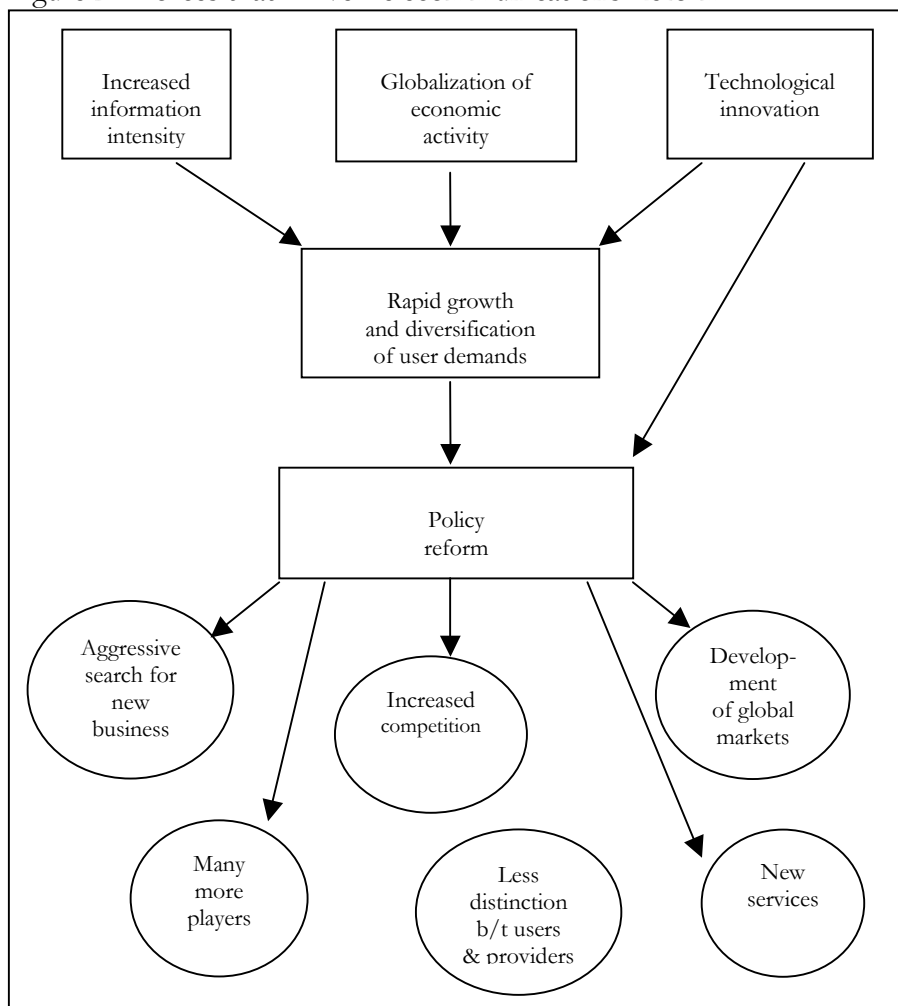 Increased
information
intensity
Globalization of
economic
activity
Technological
innovation
Rapid growth
and diversification
of user demands
Policy
reform
Aggressive
search for
new
business
Increased
competition
Develop-
ment
of global
markets
Many
more
players
Less
distinction
b/t users
& providers
New
services